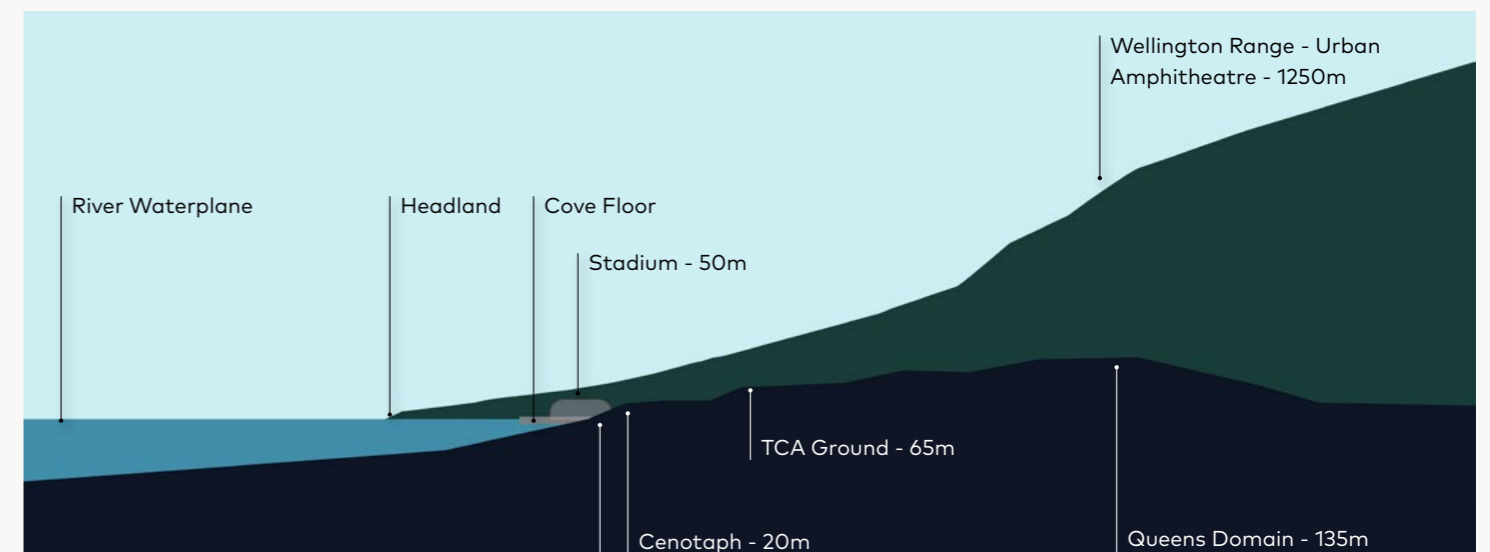 Wellington Range - Urban
Amphitheatre - 1250m
River Waterplane
Headland
Cove Floor
Stadium - 50m
TCA Ground - 65m
Cenotaph - 20m
Queens Domain - 135m